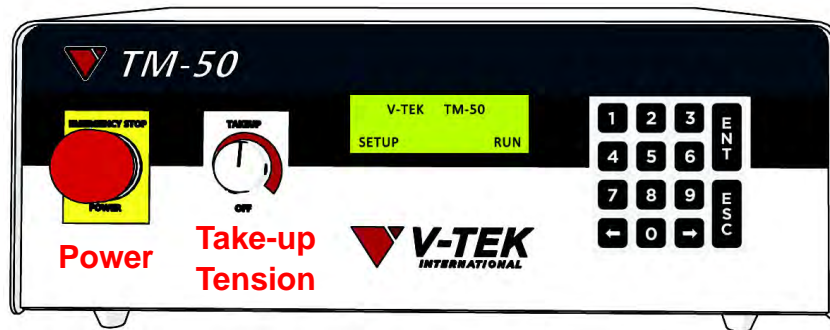 TM-50
EMERGENCY STOP
POWER
Power
TAKEUP
OFF
Take-up
Tension
V-TEK TM-50
SETUP RUN
V-TEK
INTERNATIONAL
1 2 3
4 5 6
7 8 9
← 0 →
ENT
ESC